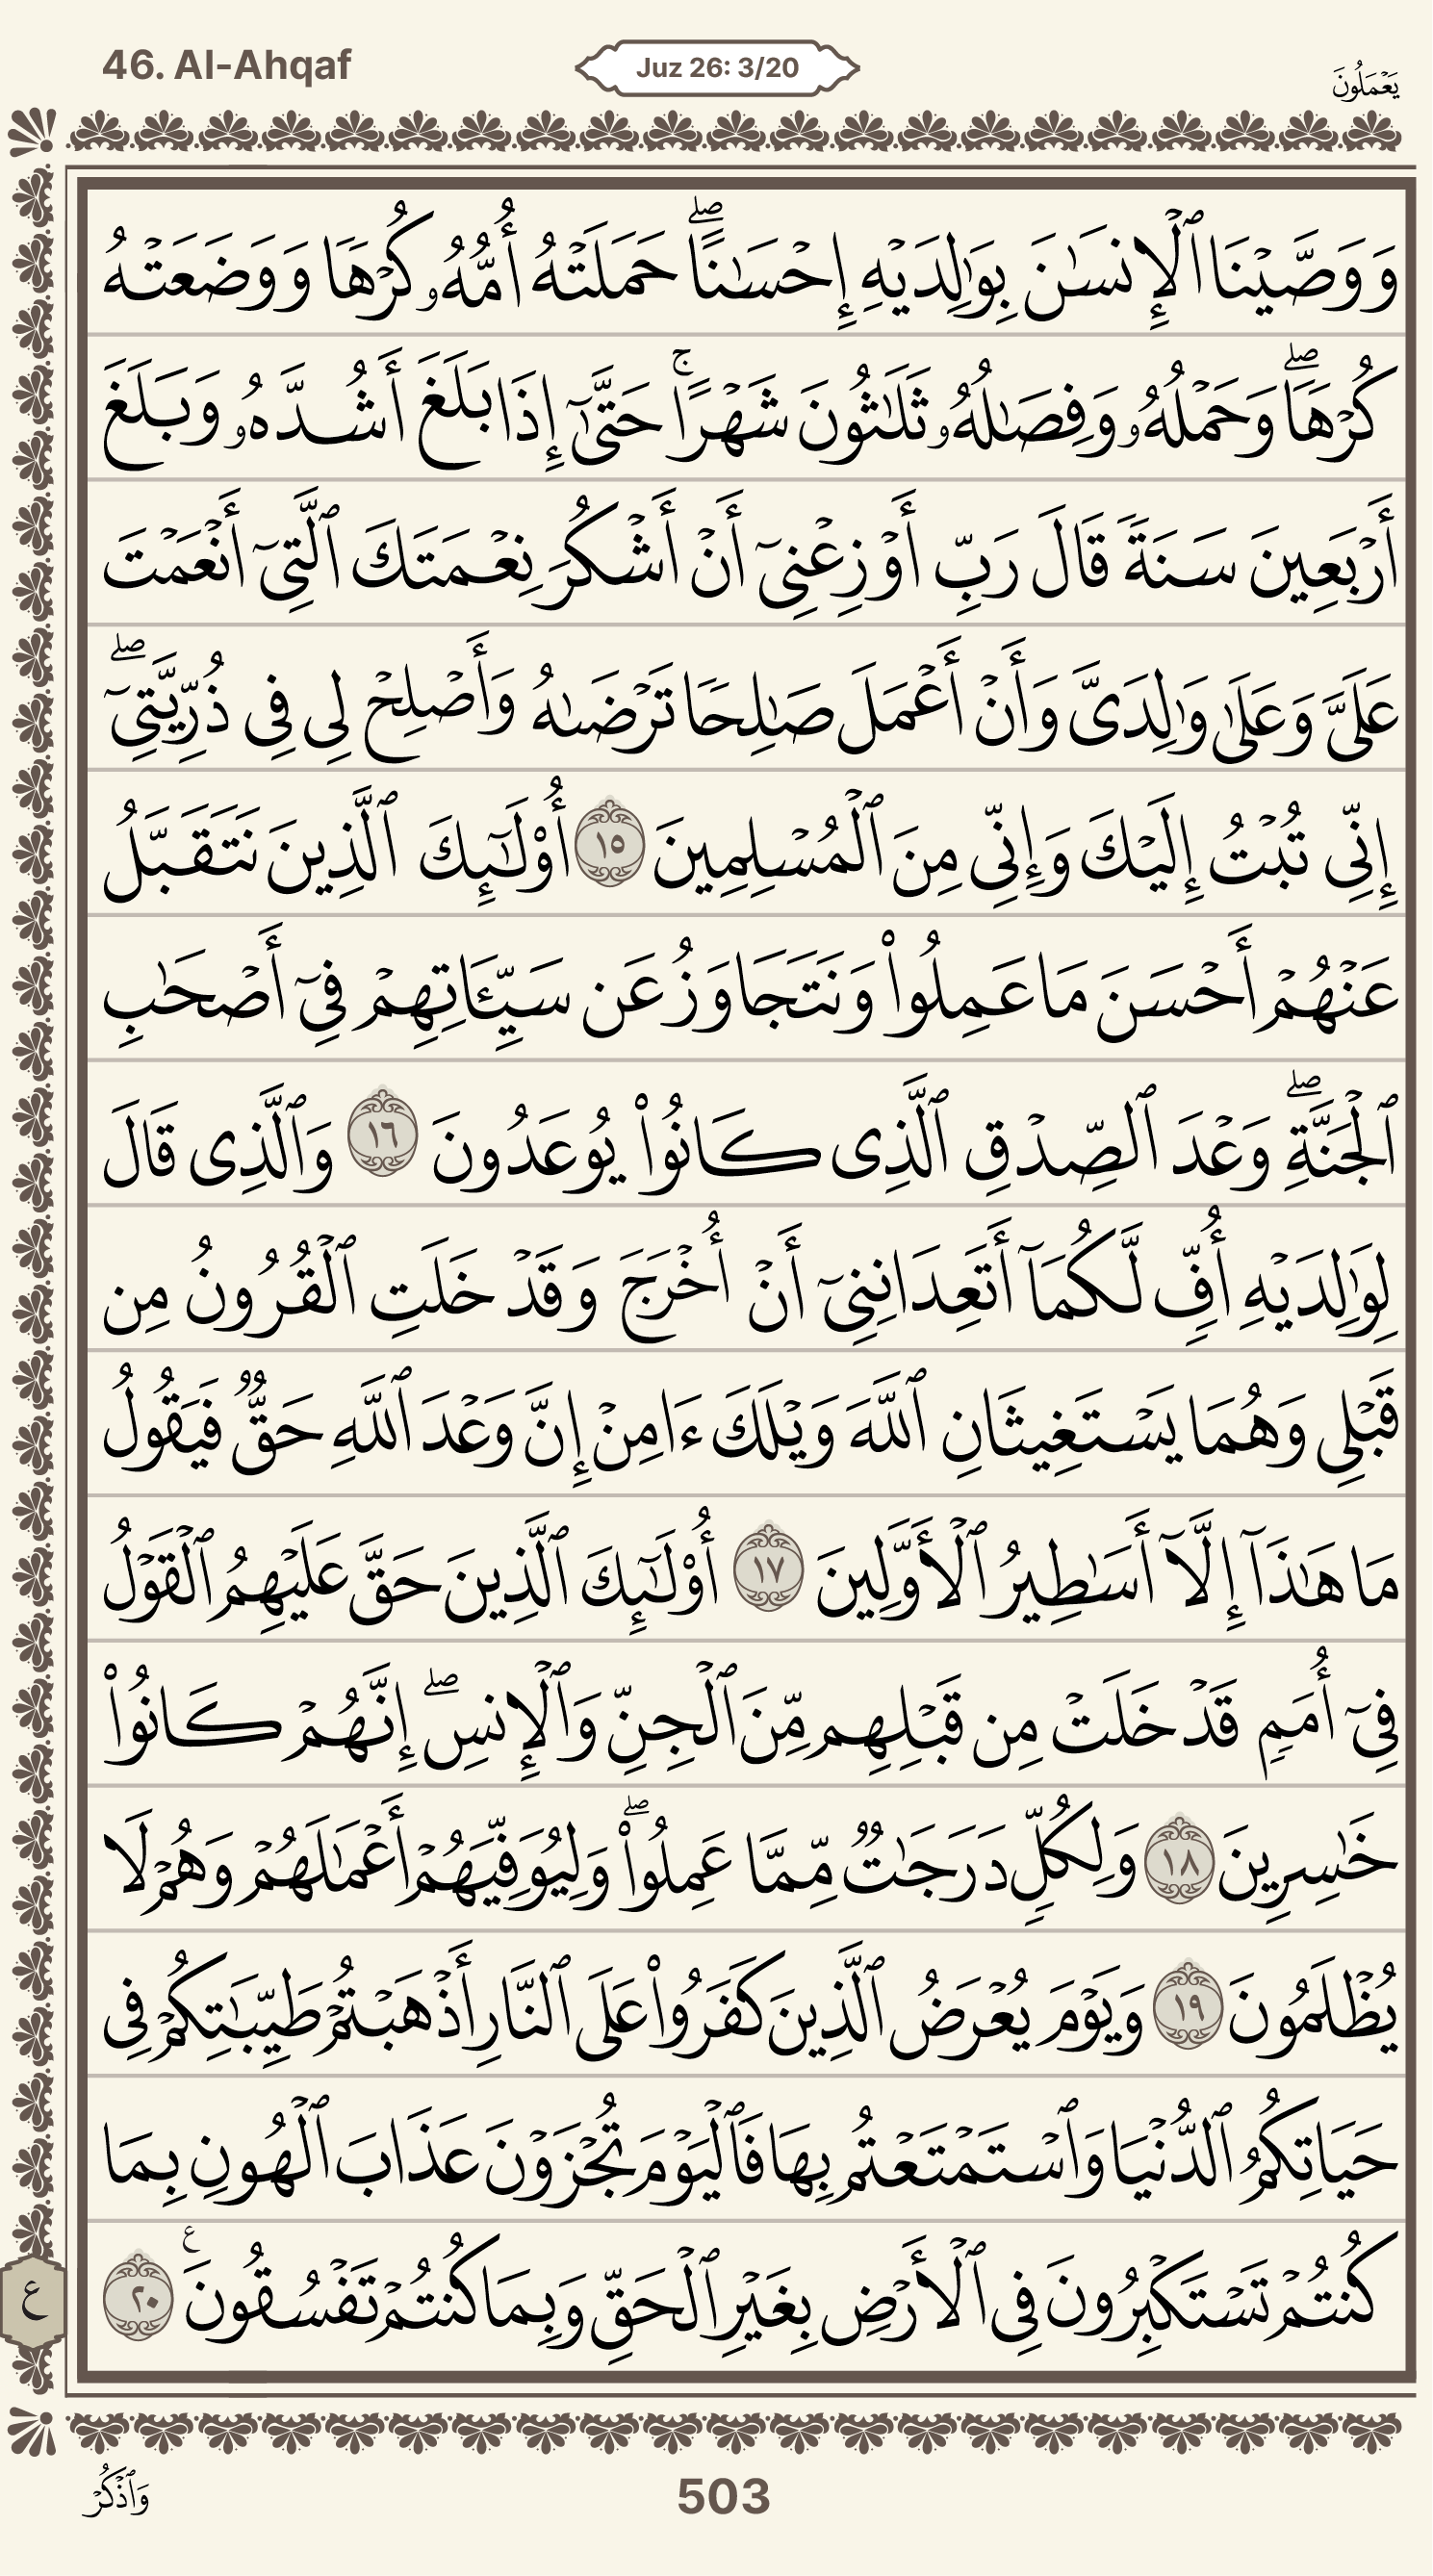 46. Al-Ahqaf
Juz 26: 3/20
يَعۡمَلُونَ
وَوَصَّيۡنَا ٱلۡإِنسَٰنَ بِوَٰلِدَيۡهِ إِحۡسَٰنًاۖ حَمَلَتۡهُ أُمُّهُۥ كُرۡهٗا وَوَضَعَتۡهُ
كُرۡهٗاۖ وَحَمۡلُهُۥ وَفِصَٰلُهُۥ ثَلَٰثُونَ شَهۡرًاۚ حَتَّىٰٓ إِذَا بَلَغَ أَشُدَّهُۥ وَبَلَغَ
أَرۡبَعِينَ سَنَةٗ قَالَ رَبِّ أَوۡزِعۡنِىٓ أَنۡ أَشۡكُرَ نِعۡمَتَكَ ٱلَّتِىٓ أَنۡعَمۡتَ
عَلَىَّ وَعَلَىٰ وَٰلِدَىَّ وَأَنۡ أَعۡمَلَ صَٰلِحٗا تَرۡضَىٰهُ وَأَصۡلِحۡ لِى فِى ذُرِّيَّتِىٓۖ
إِنِّى تُبۡتُ إِلَيۡكَ وَإِنِّى مِنَ ٱلۡمُسۡلِمِينَ ١٥ أُوْلَٰٓئِكَ ٱلَّذِينَ نَتَقَبَّلُ
عَنۡهُمۡ أَحۡسَنَ مَا عَمِلُواْ وَنَتَجَاوَزُ عَن سَيِّـَٔاتِهِمۡ فِىٓ أَصۡحَٰبِ
ٱلۡجَنَّةِۖ وَعۡدَ ٱلصِّدۡقِ ٱلَّذِى كَانُواْ يُوعَدُونَ ١٦ وَٱلَّذِى قَالَ
لِوَٰلِدَيۡهِ أُفّٖ لَّكُمَآ أَتَعِدَانِنِىٓ أَنۡ أُخۡرَجَ وَقَدۡ خَلَتِ ٱلۡقُرُونُ مِن
قَبۡلِى وَهُمَا يَسۡتَغِيثَانِ ٱللَّهَ وَيۡلَكَ ءَامِنۡ إِنَّ وَعۡدَ ٱللَّهِ حَقّٞ فَيَقُولُ
مَا هَٰذَآ إِلَّآ أَسَٰطِيرُ ٱلۡأَوَّلِينَ ١٧ أُوْلَٰٓئِكَ ٱلَّذِينَ حَقَّ عَلَيۡهِمُ ٱلۡقَوۡلُ
فِىٓ أُمَمٖ قَدۡ خَلَتۡ مِن قَبۡلِهِم مِّنَ ٱلۡجِنِّ وَٱلۡإِنسِۖ إِنَّهُمۡ كَانُواْ
خَٰسِرِينَ ١٨ وَلِكُلّٖ دَرَجَٰتٞ مِّمَّا عَمِلُواْۖ وَلِيُوَفِّيَهُمۡ أَعۡمَٰلَهُمۡ وَهُمۡ لَا
يُظۡلَمُونَ ١٩ وَيَوۡمَ يُعۡرَضُ ٱلَّذِينَ كَفَرُواْ عَلَى ٱلنَّارِ أَذۡهَبۡتُمۡ طَيِّبَٰتِكُمۡ فِى
حَيَاتِكُمُ ٱلدُّنۡيَا وَٱسۡتَمۡتَعۡتُم بِهَا فَٱلۡيَوۡمَ تُجۡزَوۡنَ عَذَابَ ٱلۡهُونِ بِمَا
كُنتُمۡ تَسۡتَكۡبِرُونَ فِى ٱلۡأَرۡضِ بِغَيۡرِ ٱلۡحَقِّ وَبِمَا كُنتُمۡ تَفۡسُقُونَ ٢٠
ع
وَٱذۡكُرۡ
503